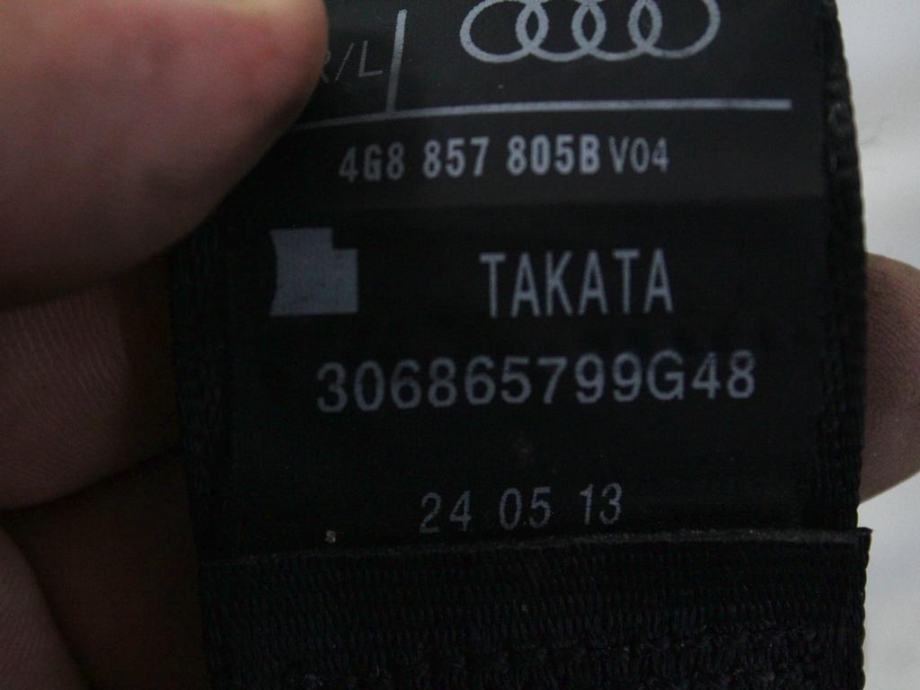 R/L
4G8 857 805B V04
TAKATA
306865799G48
24 05 13